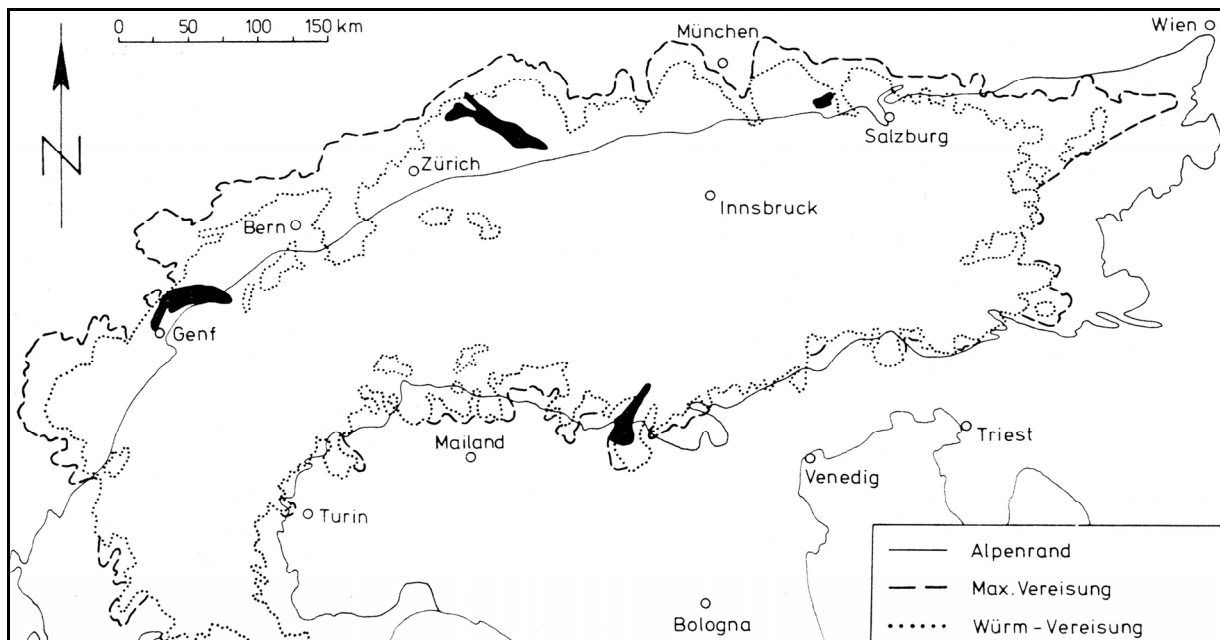 0 50 100 150 km
München
Wien
N
Zürich
Salzburg
Innsbruck
Bern
Genf
Mailand
Triest
Venedig
Turin
Bologna
Alpenrand
Max. Vereisung
Würm - Vereisung